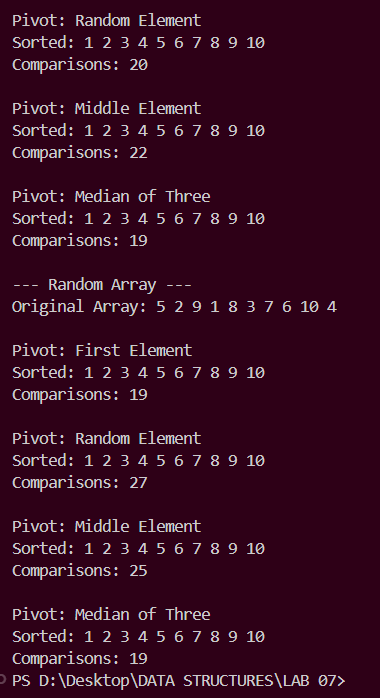 Pivot: Random Element
Sorted: 1 2 3 4 5 6 7 8 9 10
Comparisons: 20
Pivot: Middle Element
Sorted: 1 2 3 4 5 6 7 8 9 10
Comparisons: 22
Pivot: Median of Three
Sorted: 1 2 3 4 5 6 7 8 9 10
Comparisons: 19
--- Random Array ---
Original Array: 5 2 9 1 8 3 7 6 10 4
Pivot: First Element
Sorted: 1 2 3 4 5 6 7 8 9 10
Comparisons: 19
Pivot: Random Element
Sorted: 1 2 3 4 5 6 7 8 9 10
Comparisons: 27
Pivot: Middle Element
Sorted: 1 2 3 4 5 6 7 8 9 10
Comparisons: 25
Pivot: Median of Three
Sorted: 1 2 3 4 5 6 7 8 9 10
Comparisons: 19
PS D:\Desktop\DATA STRUCTURES\LAB 07>